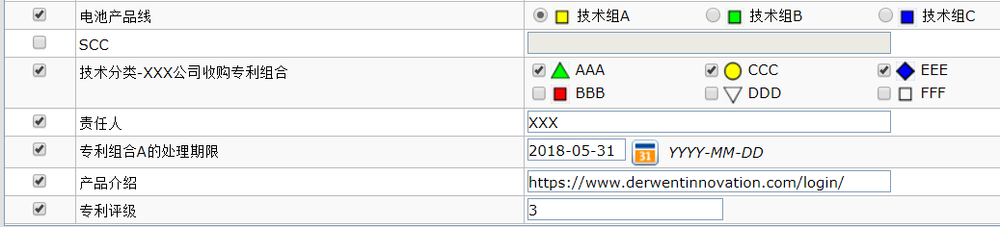 电池产品线 技术组A 技术组B 技术组C
SCC
技术分类-XXX公司收购专利组合 AAA CCC EEE
BBB DDD FFF
责任人 XXX
专利组合A的处理期限 2018-05-31 31 YYYY-MM-DD
产品介绍 https://www.derwentinnovation.com/login/
专利评级 3